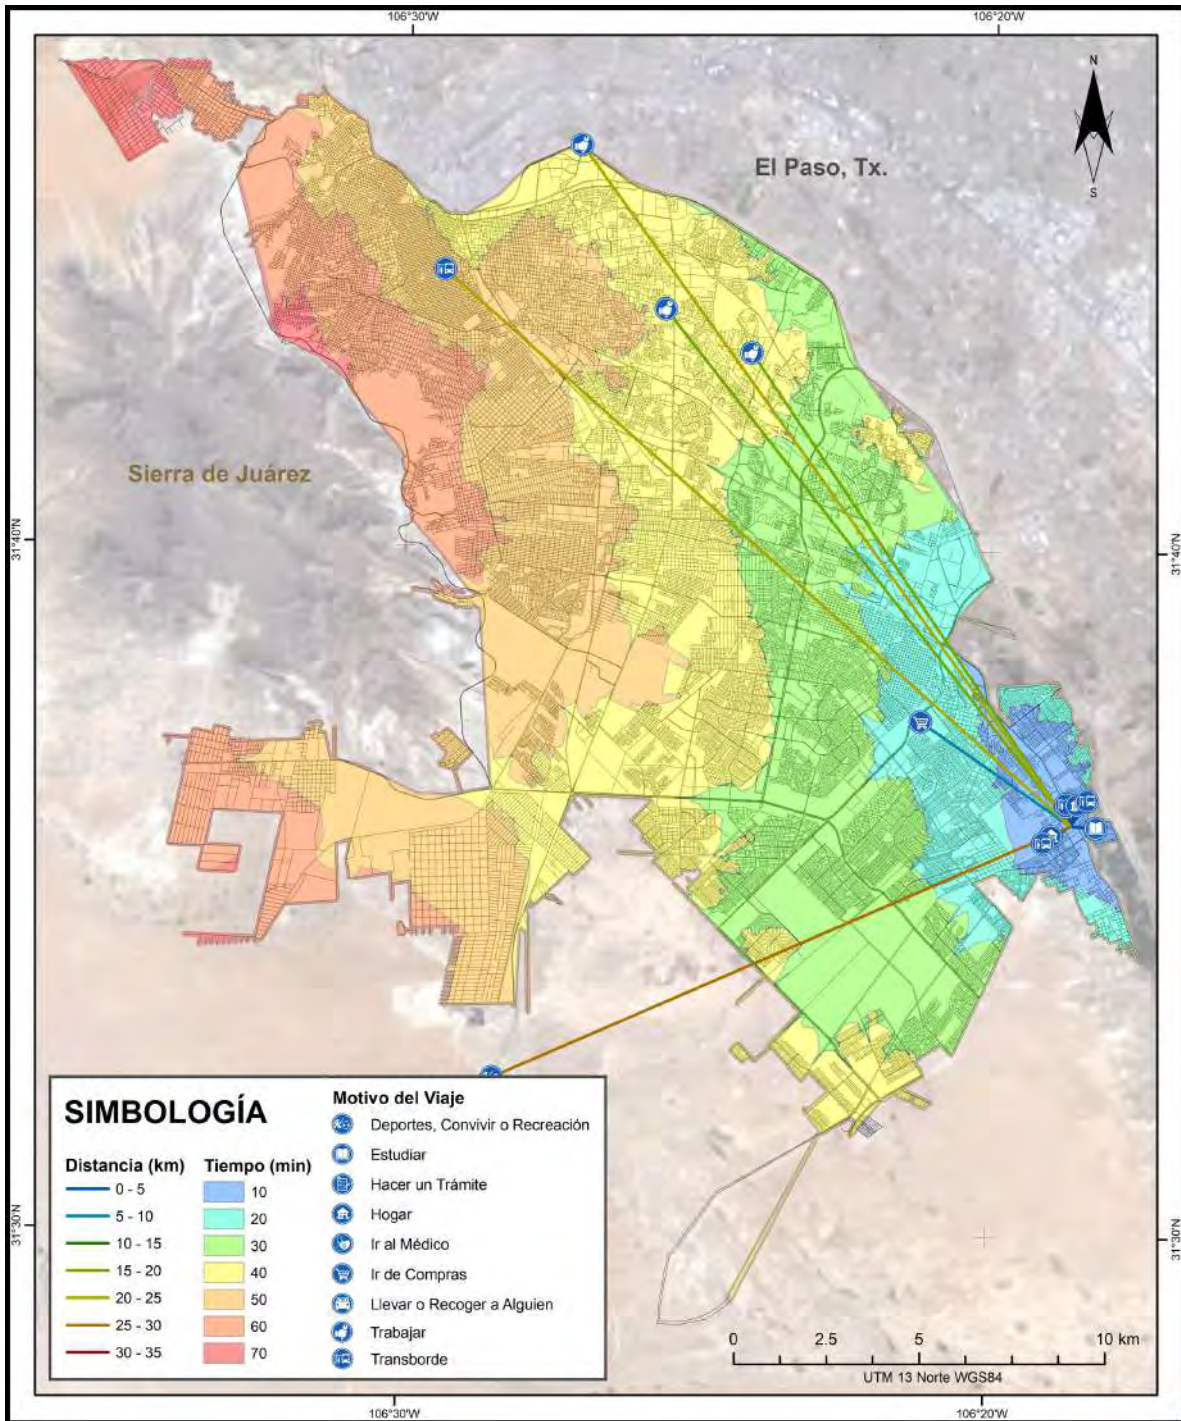 106°30'W 106°20'W
N
El Paso, Tx.
S
Sierra de Juárez
31°40'N 31°40'N
SIMBOLOGÍA
Distancia (km)
0 - 5
5 - 10
10 - 15
15 - 20
20 - 25
25 - 30
30 - 35
Tiempo (min)
10
20
30
40
50
60
70
Motivo del Viaje
Deportes, Convivir o Recreación
Estudiar
Hacer un Trámite
Hogar
Ir al Médico
Ir de Compras
Llevar o Recoger a Alguien
Trabajar
Transborde
31°30'N 31°30'N
0 2.5 5 10 km
UTM 13 Norte WGS84
106°30'W 106°20'W